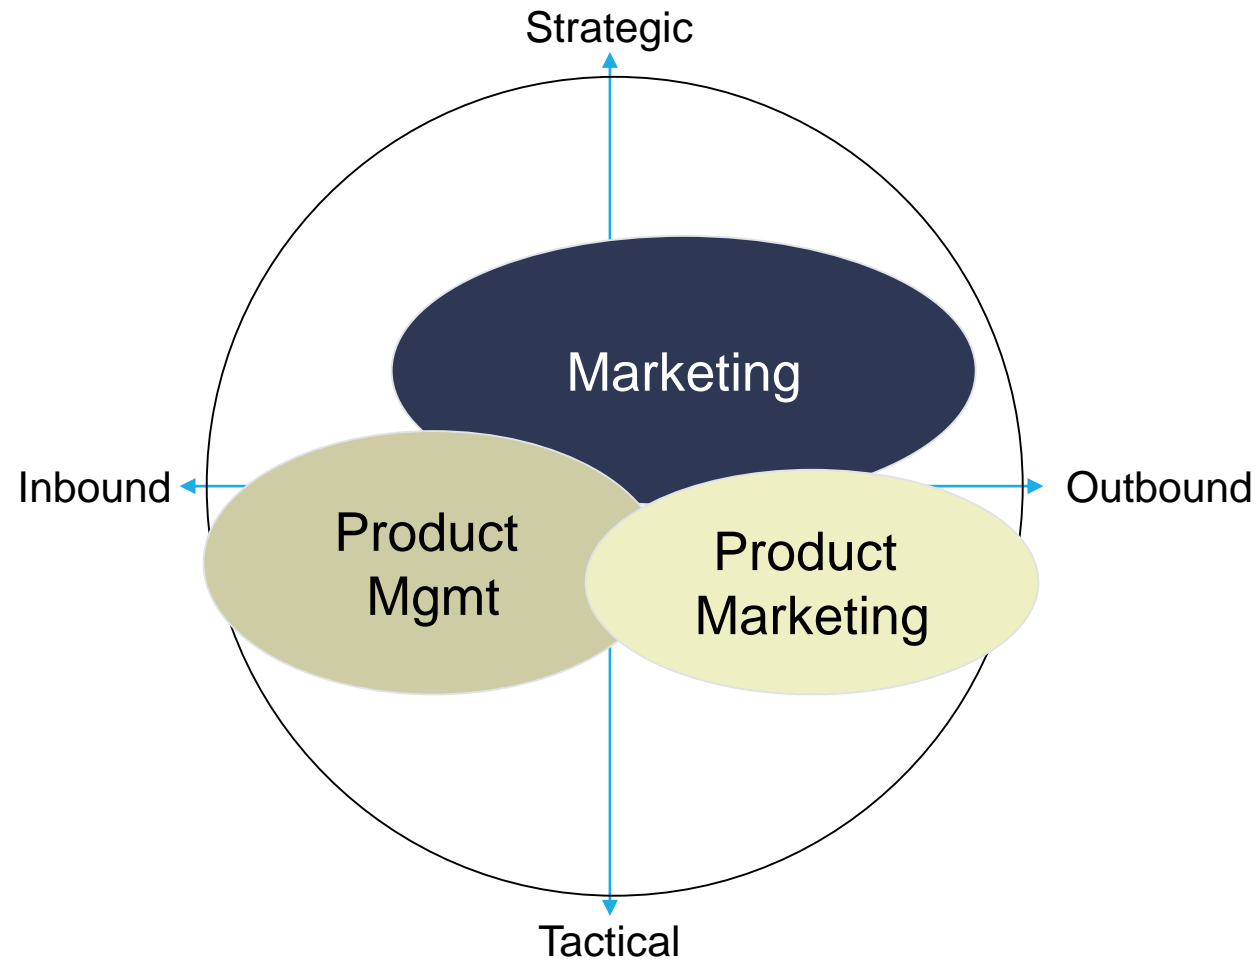 Strategic
Marketing
Inbound
Outbound
Product
Mgmt
Product
Marketing
Tactical